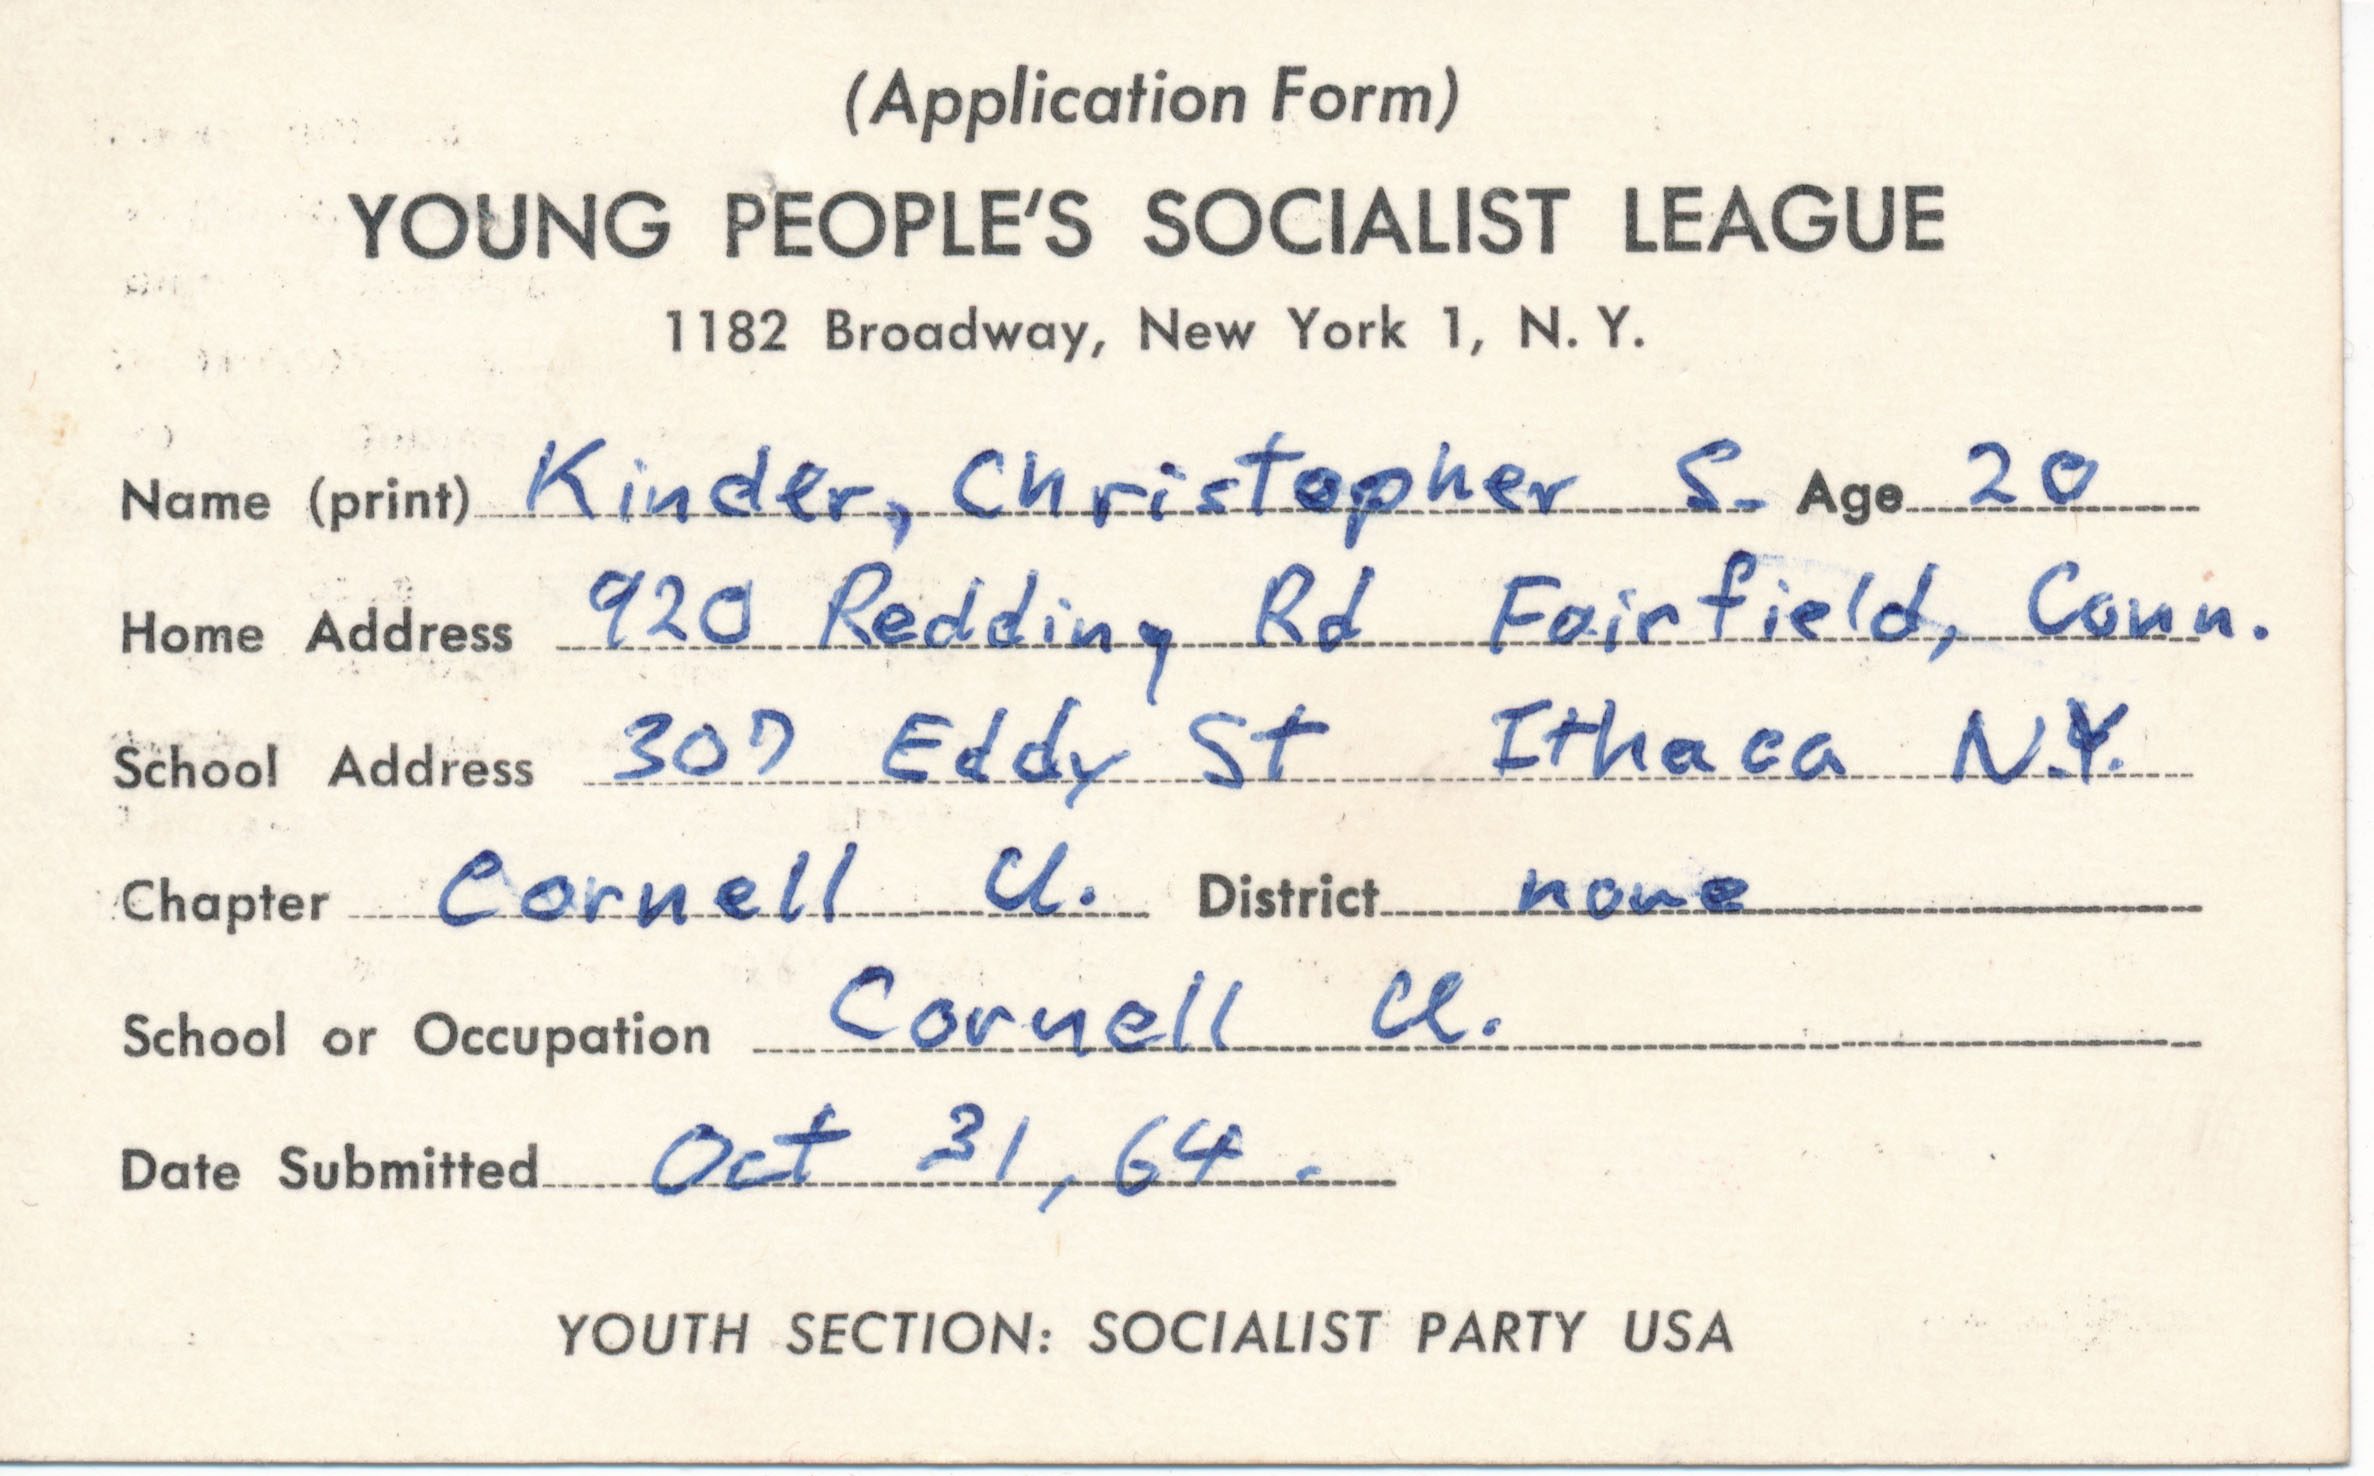 (Application Form)
YOUNG PEOPLE'S SOCIALIST LEAGUE
1182 Broadway, New York 1, N. Y.
Name (print) Kinder, Christopher S. Age 20
Home Address 920 Redding Rd Fairfield, Conn.
School Address 307 Eddy St Ithaca N.Y.
Chapter Cornell U. District none
School or Occupation Cornell U.
Date Submitted Oct 31, 64.
YOUTH SECTION: SOCIALIST PARTY USA